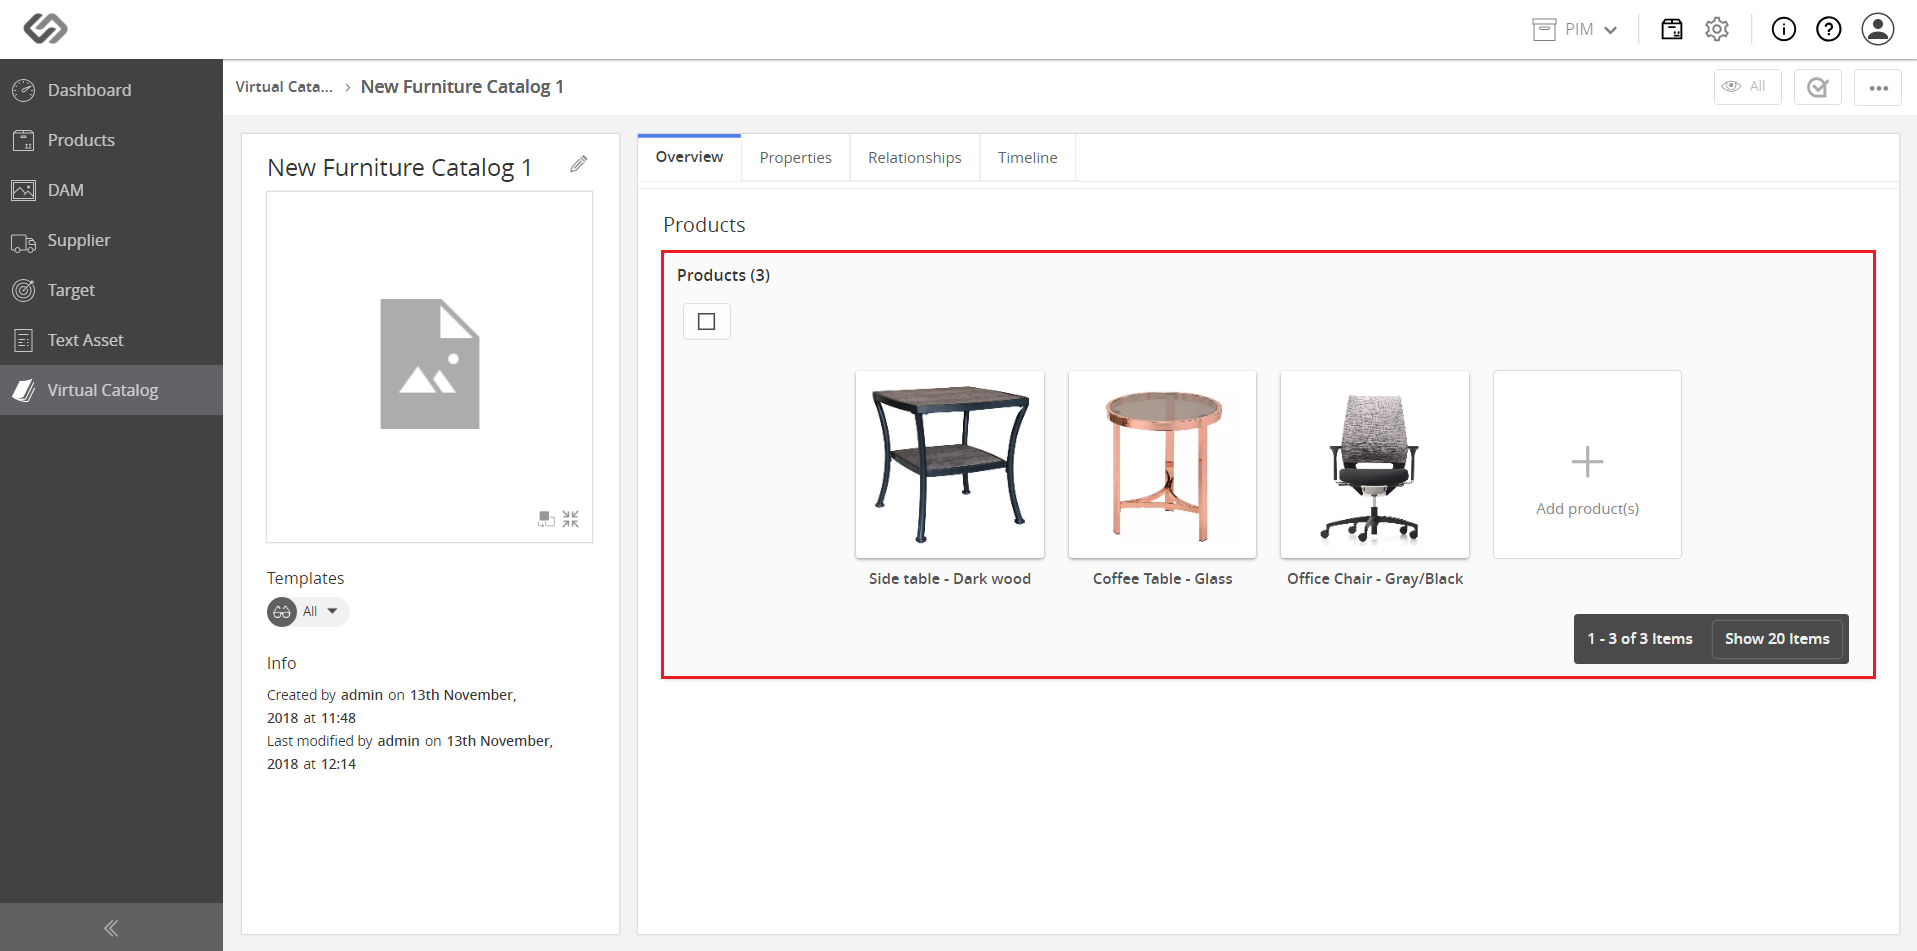 PIM
Dashboard
Products
DAM
Supplier
Target
Text Asset
Virtual Catalog
Virtual Cata... › New Furniture Catalog 1
All
New Furniture Catalog 1
Templates
All
Info
Created by admin on 13th November,
2018 at 11:48
Last modified by admin on 13th November,
2018 at 12:14
Overview
Properties
Relationships
Timeline
Products
Products (3)
Side table - Dark wood
Coffee Table - Glass
Office Chair - Gray/Black
Add product(s)
1 - 3 of 3 Items
Show 20 Items